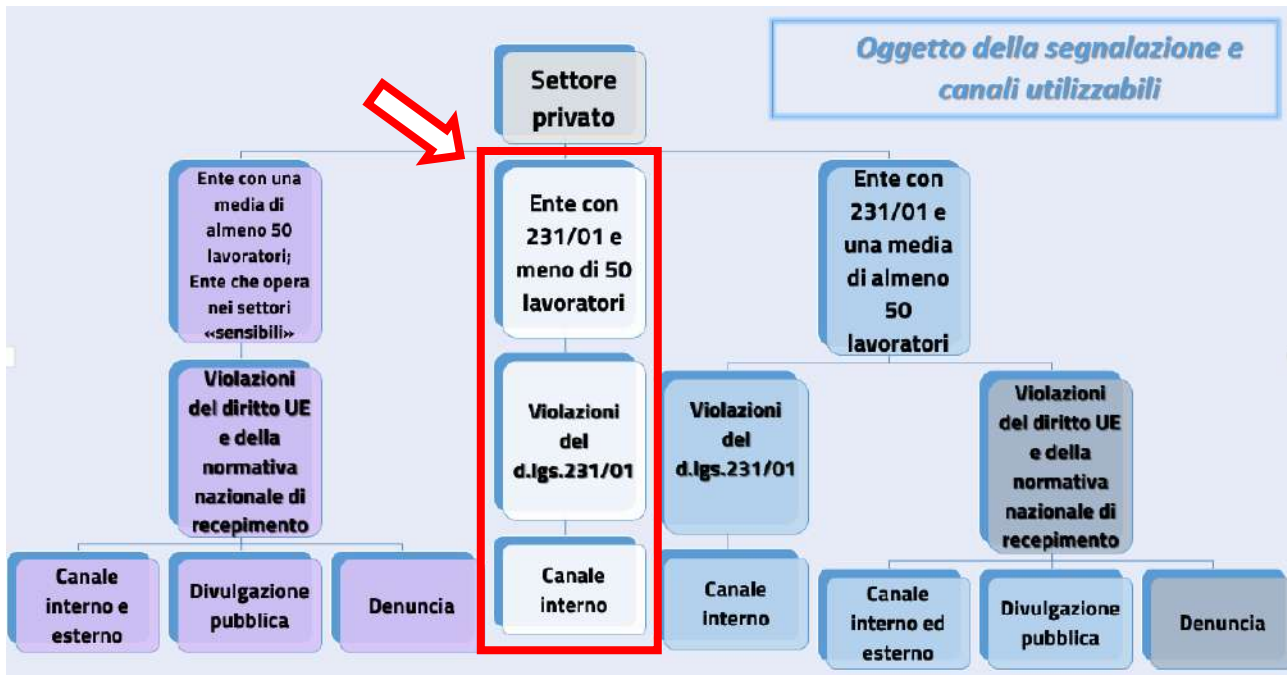 Oggetto della segnalazione e
canali utilizzabili
Settore
privato
Ente con una
media di
almeno 50
lavoratori;
Ente che opera
nei settori
«sensibili»
Ente con
231/01 e
meno di 50
lavoratori
Ente con
231/01 e
una media
di almeno
50
lavoratori
Violazioni
del diritto UE
e della
normativa
nazionale di
recepimento
Violazioni
del
d.lgs.231/01
Violazioni
del
d.lgs.231/01
Violazioni
del diritto UE
e della
normativa
nazionale di
recepimento
Canale
interno e
esterno
Divulgazione
pubblica
Denuncia
Canale
interno
Canale
interno
Canale
interno ed
esterno
Divulgazione
pubblica
Denuncia